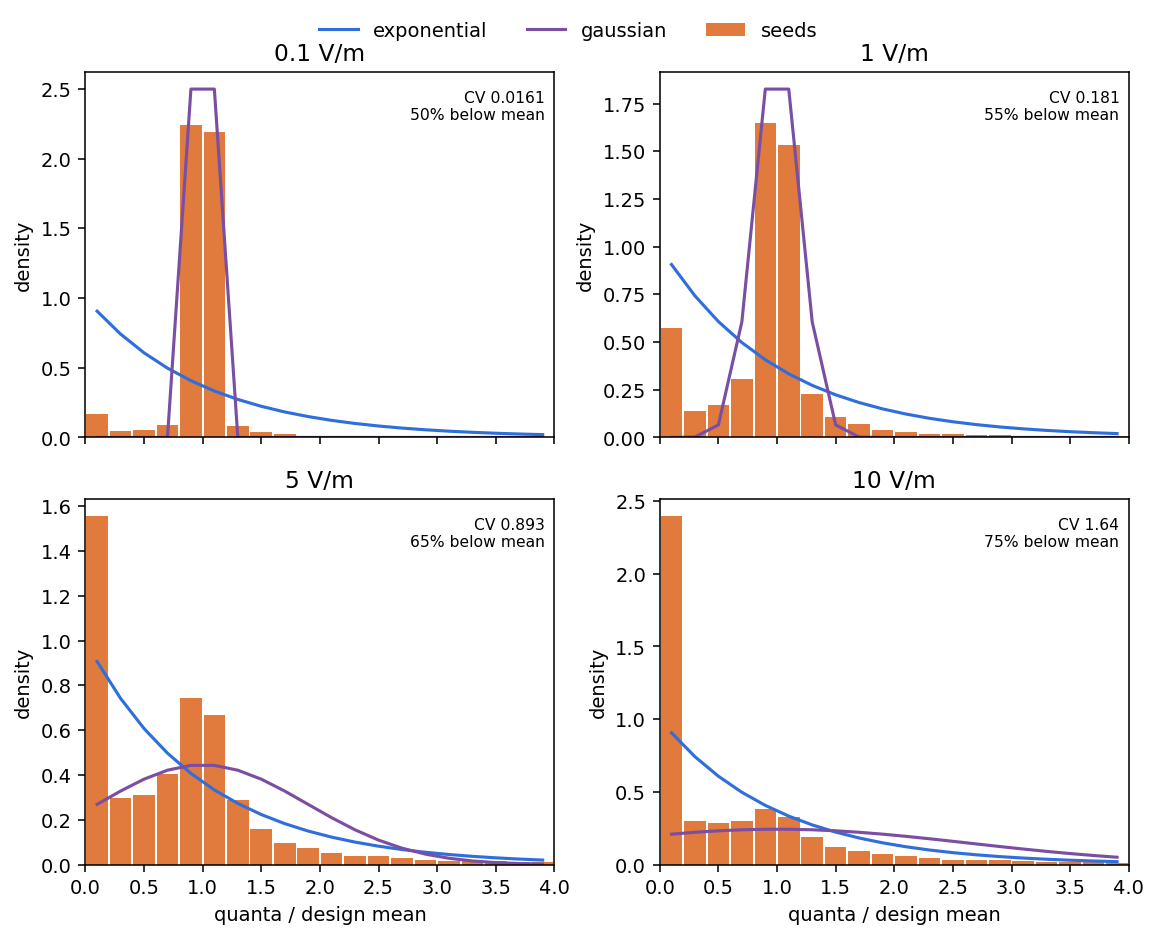 exponential gaussian seeds
0.1 V/m
1 V/m
density
2.5
2.0
1.5
1.0
0.5
0.0
CV 0.0161
50% below mean
density
1.75
1.50
1.25
1.00
0.75
0.50
0.25
0.00
CV 0.181
55% below mean
5 V/m
10 V/m
density
1.6
1.4
1.2
1.0
0.8
0.6
0.4
0.2
0.0
CV 0.893
65% below mean
0.0 0.5 1.0 1.5 2.0 2.5 3.0 3.5 4.0
quanta / design mean
density
2.5
2.0
1.5
1.0
0.5
0.0
CV 1.64
75% below mean
0.0 0.5 1.0 1.5 2.0 2.5 3.0 3.5 4.0
quanta / design mean